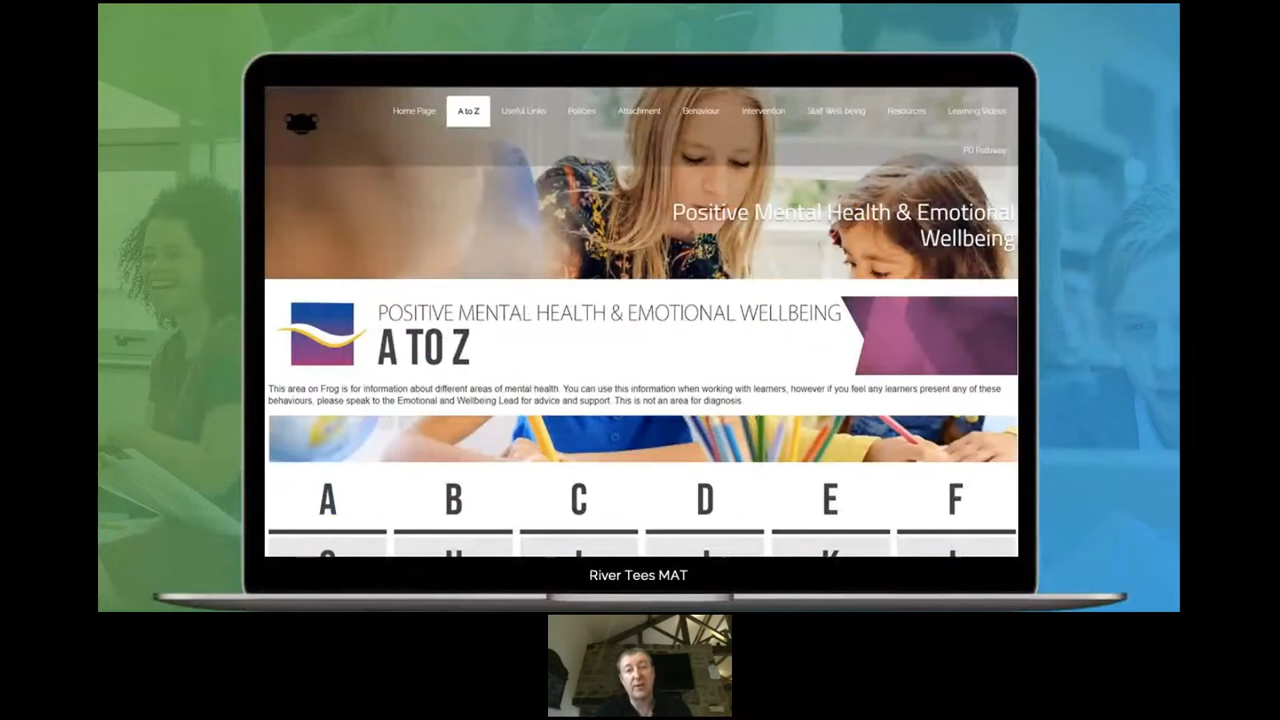 Home Page A to Z Useful Links Policies Attachment Behaviour Intervention Staff Well-being Resources Learning Videos
PD Pathway
Positive Mental Health & Emotional
Wellbeing
POSITIVE MENTAL HEALTH & EMOTIONAL WELLBEING
A TO Z
This area on Frog is for information about different areas of mental health. You can use this information when working with learners, however if you feel any learners present any of these
behaviours, please speak to the Emotional and Wellbeing Lead for advice and support. This is not an area for diagnosis.
A B C D E F
River Tees MAT